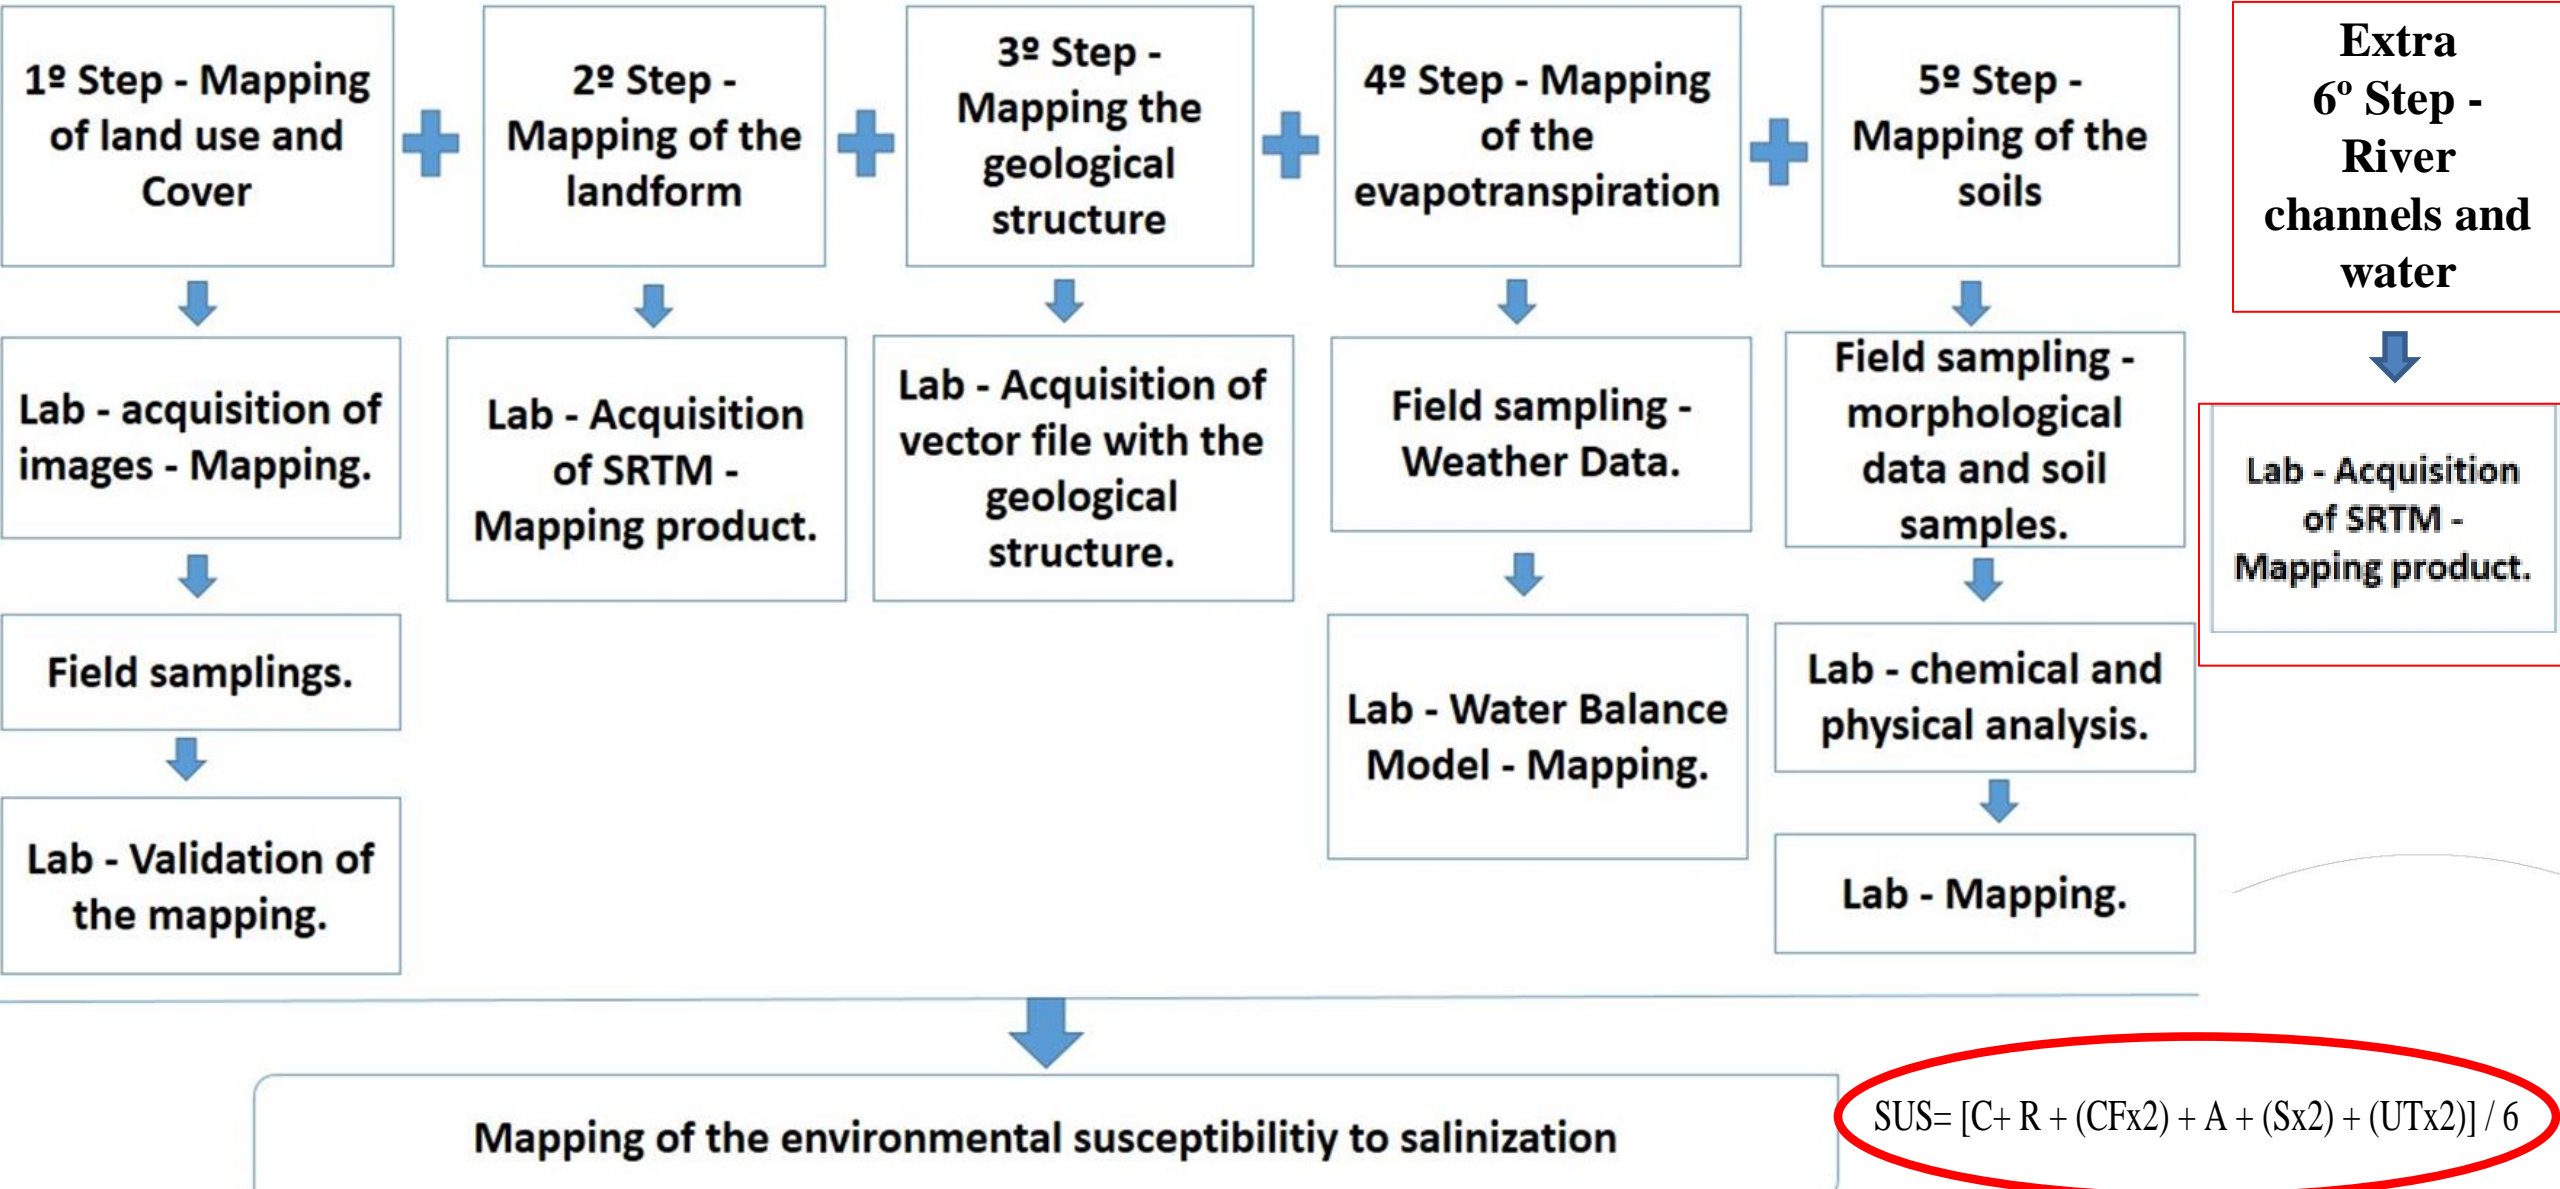 1º Step - Mapping
of land use and
Cover
2º Step -
Mapping of the
landform
3º Step -
Mapping the
geological
structure
4º Step - Mapping
of the
evapotranspiration
5º Step -
Mapping of the
soils
Extra
6º Step -
River
channels and
water
Lab - acquisition of
images - Mapping.
Lab - Acquisition
of SRTM -
Mapping product.
Lab - Acquisition of
vector file with the
geological
structure.
Field sampling -
Weather Data.
Field sampling -
morphological
data and soil
samples.
Lab - Acquisition
of SRTM -
Mapping product.
Field samplings.
Lab - Water Balance
Model - Mapping.
Lab - chemical and
physical analysis.
Lab - Validation of
the mapping.
Lab - Mapping.
Mapping of the environmental susceptibilitiy to salinization
SUS= [C+ R + (CFx2) + A + (Sx2) + (UTx2)] / 6